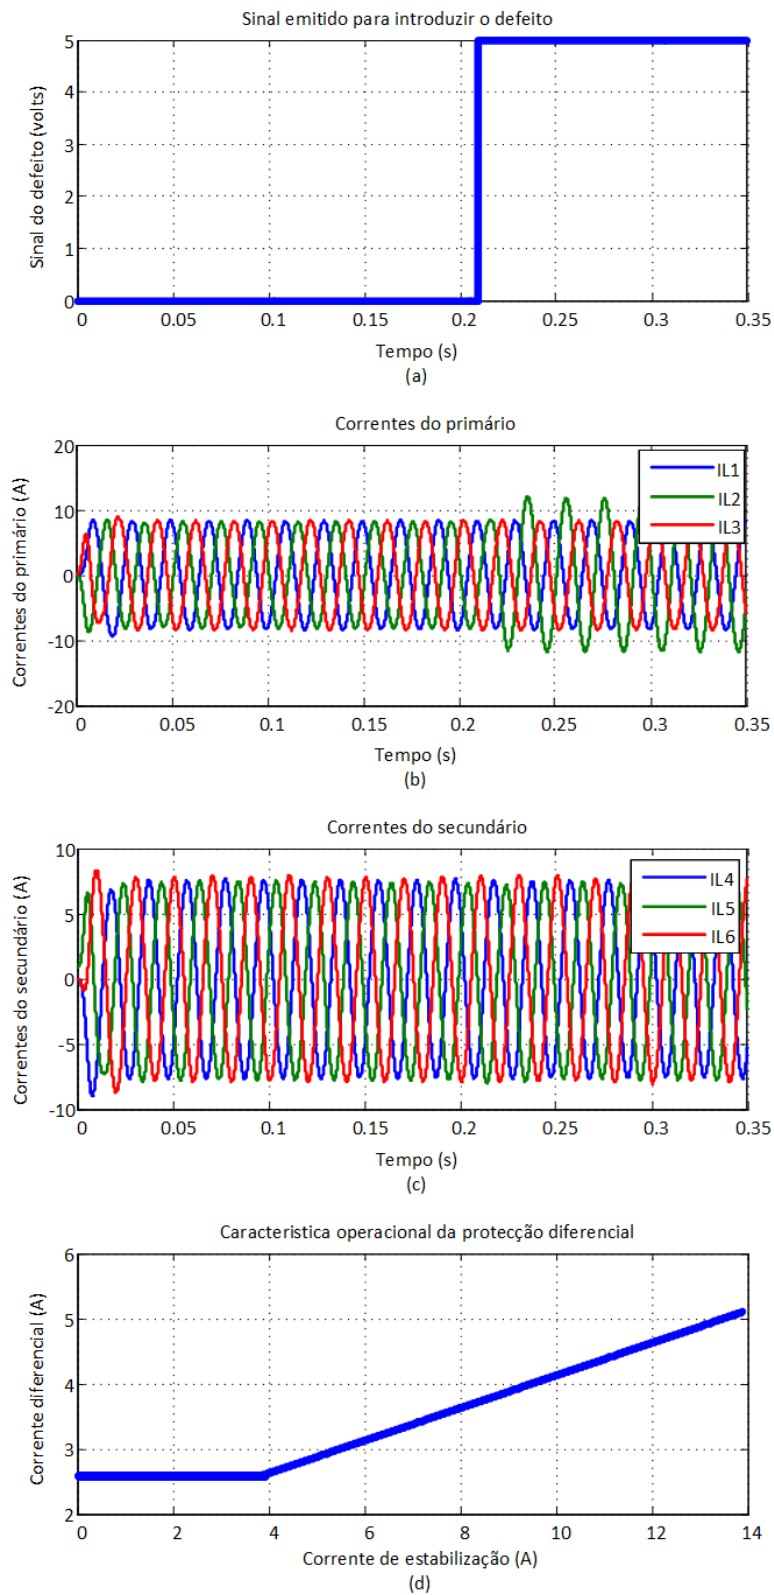 Sinal emitido para introduzir o defeito
Sinal do defeito (volts)
5
4
3
2
1
0
0 0.05 0.1 0.15 0.2 0.25 0.3 0.35
Tempo (s)
(a)
Correntes do primário
Correntes do primário (A)
20
10
0
-10
-20
IL1
IL2
IL3
0 0.05 0.1 0.15 0.2 0.25 0.3 0.35
Tempo (s)
(b)
Correntes do secundário
Correntes do secundário (A)
10
5
0
-5
-10
IL4
IL5
IL6
0 0.05 0.1 0.15 0.2 0.25 0.3 0.35
Tempo (s)
(c)
Caracteristica operacional da protecção diferencial
Corrente diferencial (A)
6
5
4
3
2
0 2 4 6 8 10 12 14
Corrente de estabilização (A)
(d)